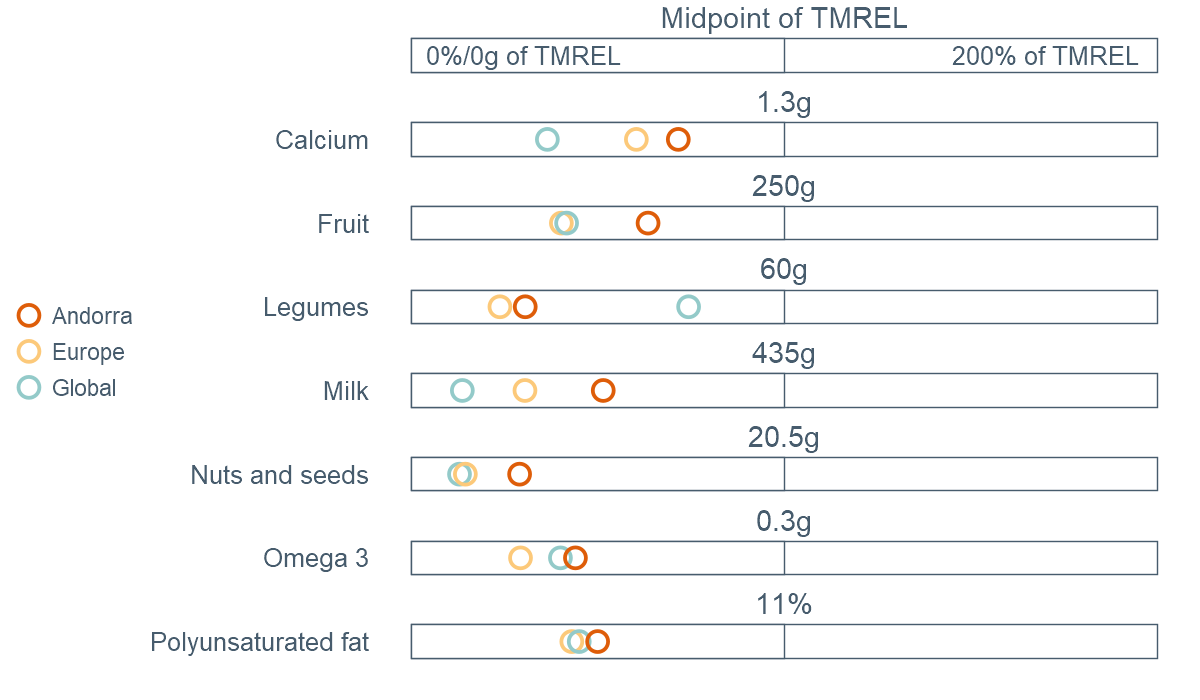 Midpoint of TMREL
0%/0g of TMREL
200% of TMREL
1.3g
Calcium
250g
Fruit
60g
Legumes
Andorra
Europe
Global
435g
Milk
20.5g
Nuts and seeds
0.3g
Omega 3
11%
Polyunsaturated fat